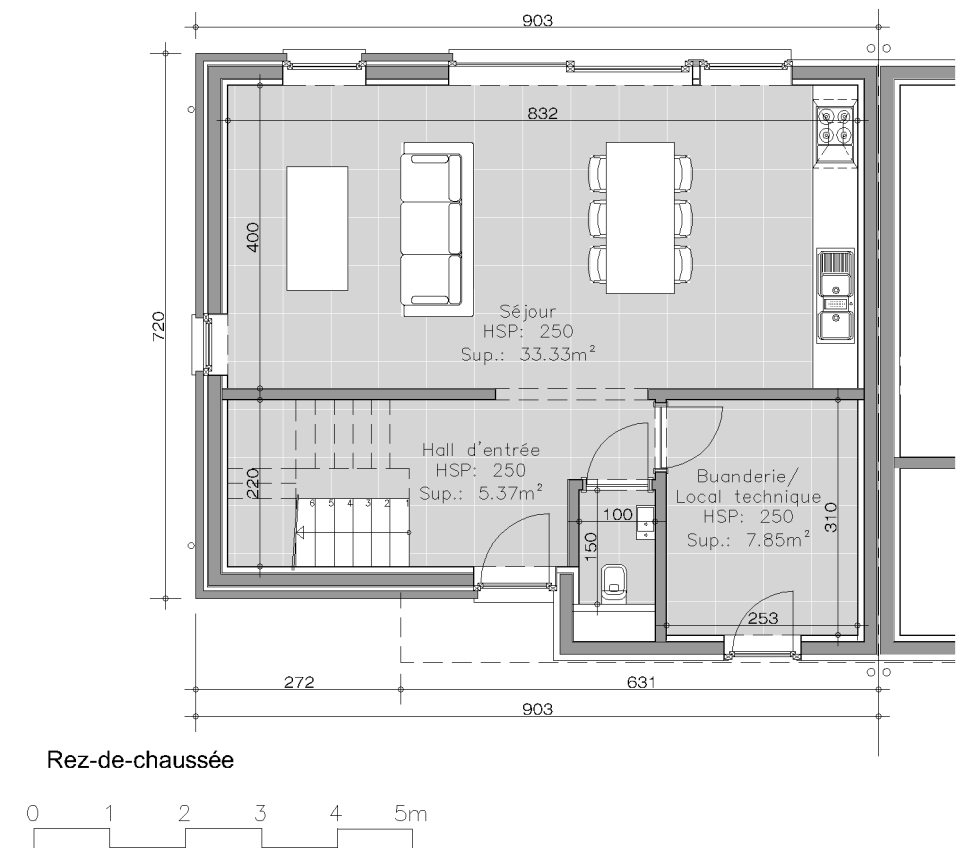 903
832
400
720
Séjour
HSP: 250
Sup.: 33.33m²
220
Hall d'entrée
HSP: 250
Sup.: 5.37m²
6 5 4 3 2 1
100
150
Buanderie/
Local technique
HSP: 250
Sup.: 7.85m²
310
253
272
631
903
Rez-de-chaussée
0 1 2 3 4 5m